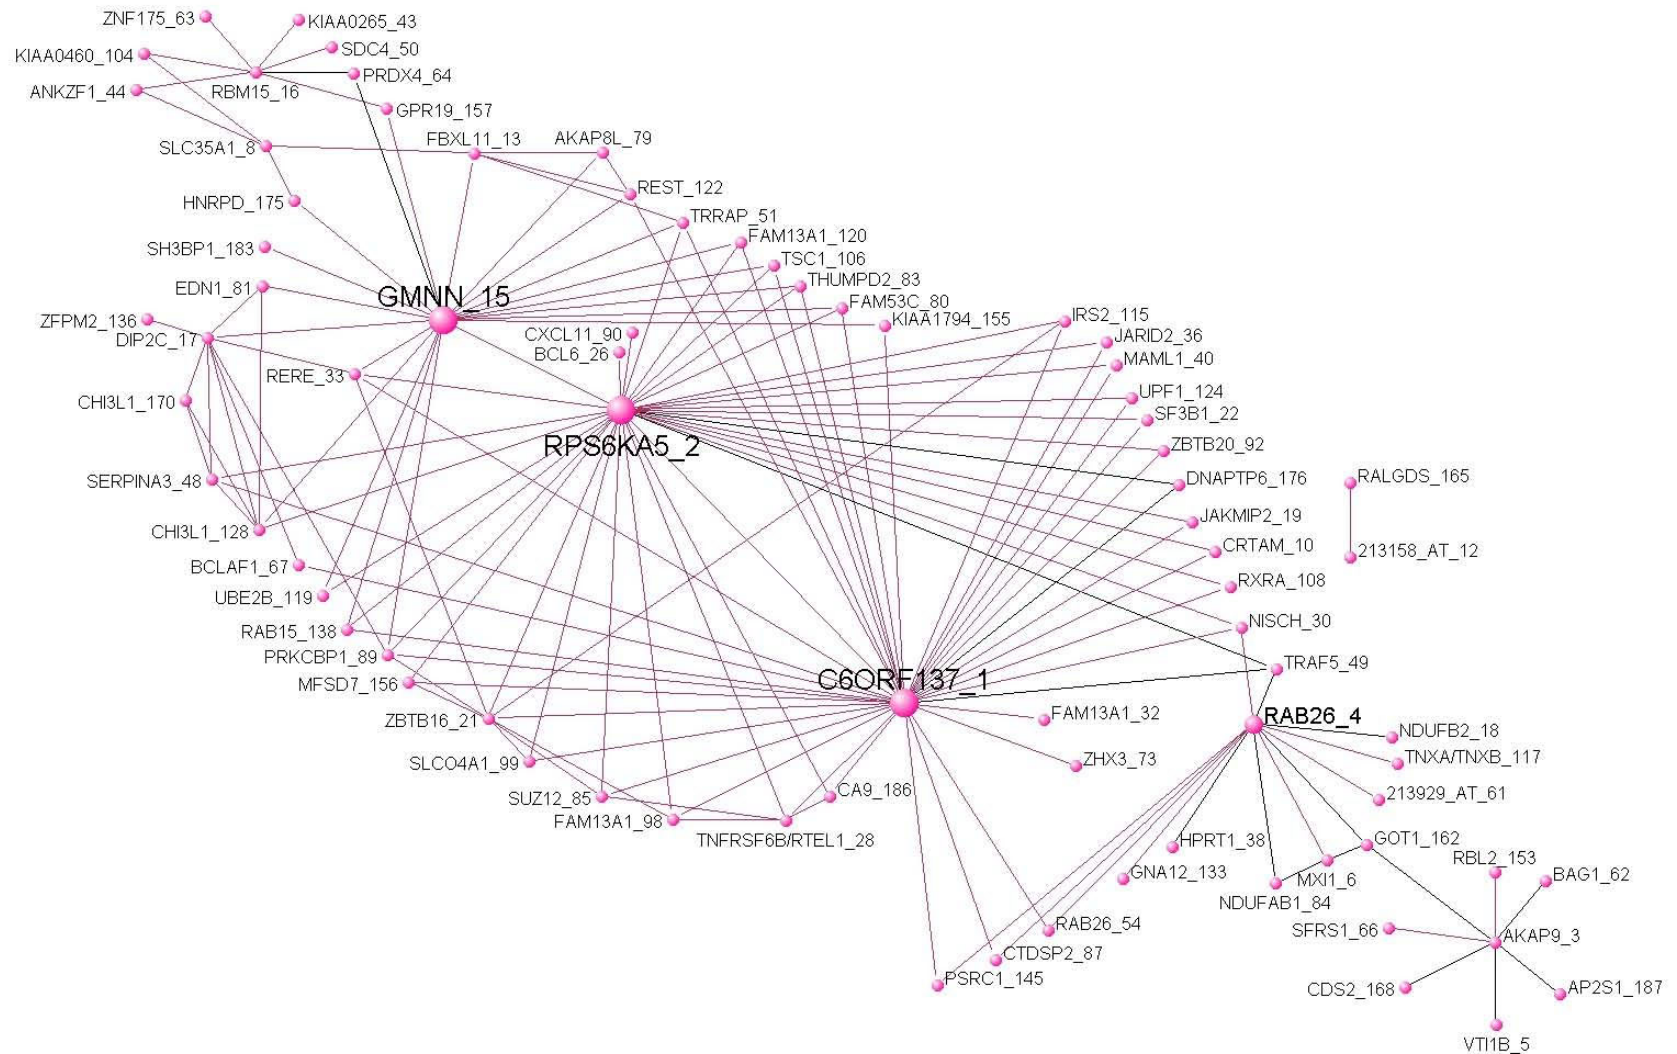 ZNF175_63
KIAA0265_43
KIAA0460_104
SDC4_50
PRDX4_64
ANKZF1_44
RBM15_16
GPR19_157
SLC35A1_8
FBXL11_13
AKAP8L_79
REST_122
HNRPD_175
TRRAP_51
FAM13A1_120
SH3BP1_183
TSC1_106
THUMPD2_83
EDN1_81
GMNN_15
FAM53C_80
ZFPM2_136
KIAA1794_155
IRS2_115
DIP2C_17
CXCL11_90
JARID2_36
BCL6_26
MAML1_40
RERE_33
UPF1_124
CHI3L1_170
SF3B1_22
RPS6KA5_2
ZBTB20_92
SERPINA3_48
DNAPTP6_176
RALGDS_165
JAKMIP2_19
CHI3L1_128
CRTAM_10
213158_AT_12
BCLAF1_67
RXRA_108
UBE2B_119
NISCH_30
RAB15_138
PRKCBP1_89
TRAF5_49
MFSD7_156
C6ORF137_1
ZBTB16_21
FAM13A1_32
RAB26_4
NDUFB2_18
SLCO4A1_99
ZHX3_73
TNXA/TNXB_117
SUZ12_85
CA9_186
213929_AT_61
FAM13A1_98
TNFRSF6B/RTEL1_28
HPRT1_38
GOT1_162
GNA12_133
MXI1_6
RBL2_153
BAG1_62
NDUFAB1_84
RAB26_54
SFRS1_66
AKAP9_3
CTDSP2_87
PSRC1_145
CDS2_168
AP2S1_187
VTI1B_5